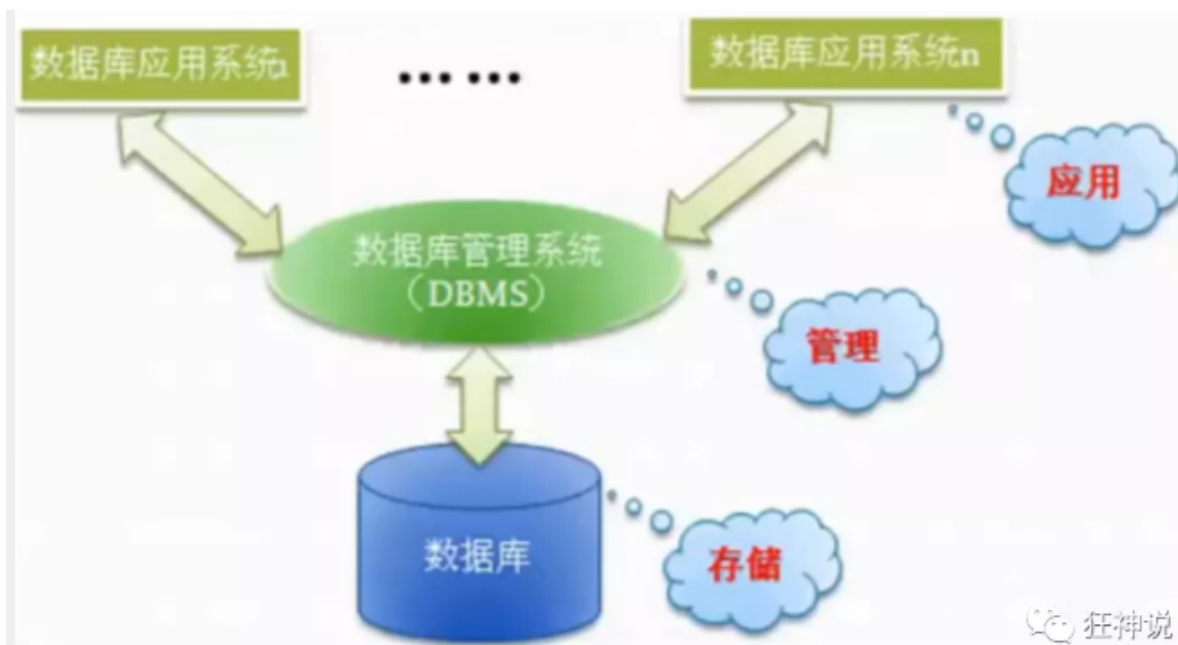 数据库应用系统1
……
数据库应用系统n
应用
数据库管理系统
（DBMS）
管理
数据库
存储
狂神说